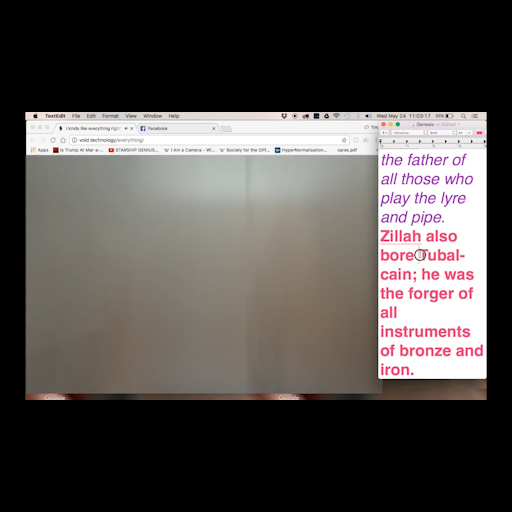 TextEdit File Edit Format View Window Help
Wed May 24 11:03:17
I kinda like everything righ
Facebook
void.technology/everything/
Apps Is Trump At Mar-a-... STARSHIP GENIUS... I Am a Camera – Wi... Society for the Diff... HyperNormalisation... carse.pdf
Genesis — Edited
the father of
all those who
play the lyre
and pipe.
Zillah also
bore Tubal-
cain; he was
the forger of
all
instruments
of bronze and
iron.
Google
Google